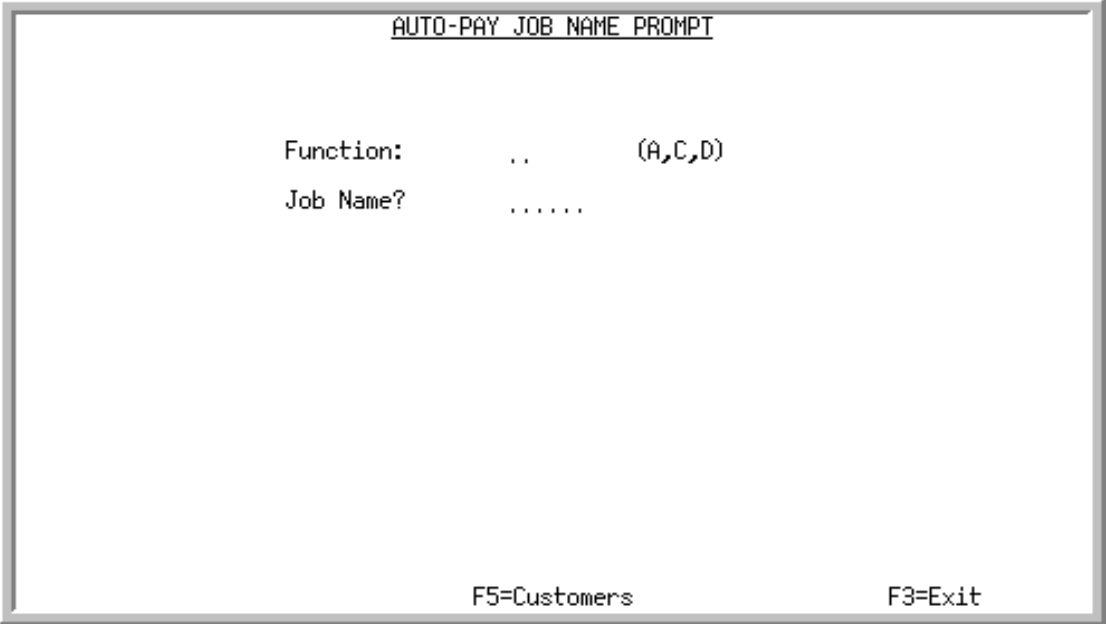 AUTO-PAY JOB NAME PROMPT
Function: .. (A,C,D)
Job Name? ......
F5=Customers F3=Exit